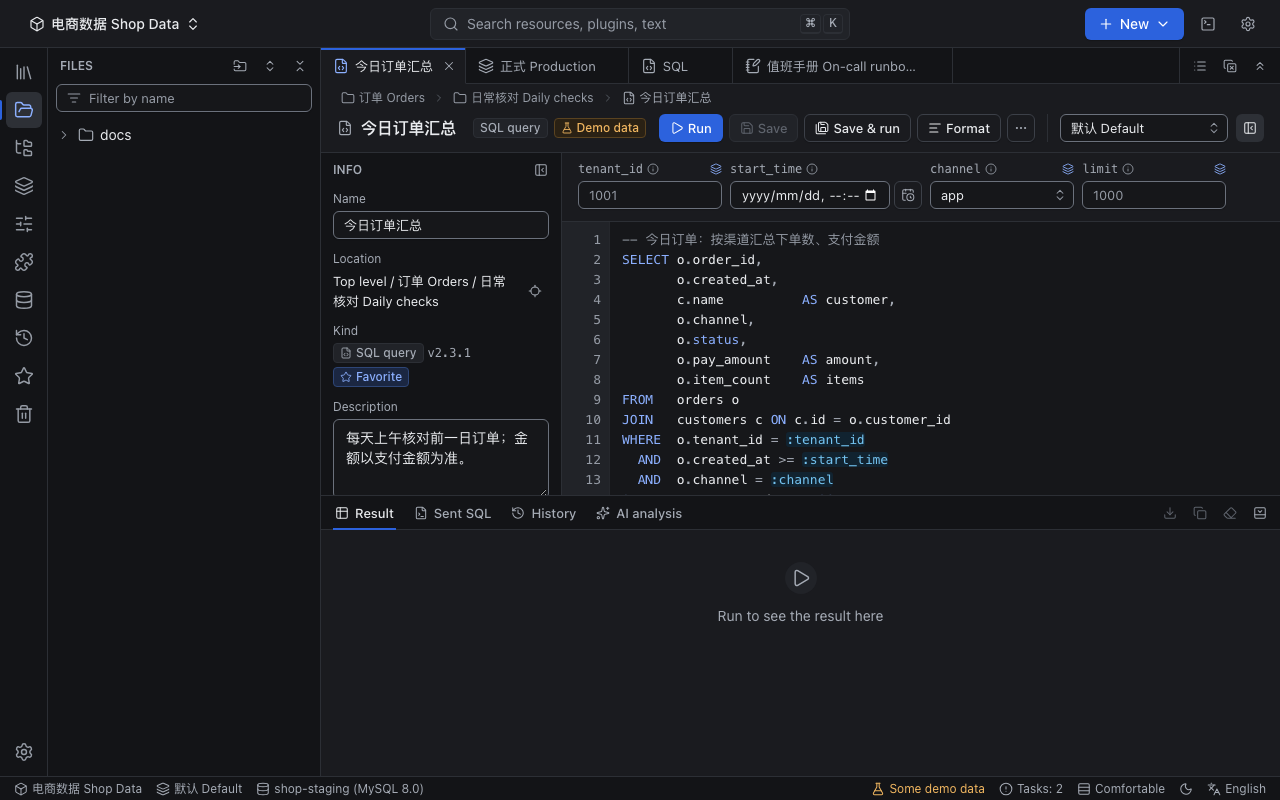 电商数据 Shop Data
Search resources, plugins, text
⌘ K
New
FILES
Filter by name
docs
今日订单汇总
正式 Production
SQL
值班手册 On-call runbo...
订单 Orders
日常核对 Daily checks
今日订单汇总
今日订单汇总
SQL query
Demo data
Run
Save
Save & run
Format
默认 Default
INFO
Name
今日订单汇总
Location
Top level / 订单 Orders / 日常
核对 Daily checks
Kind
SQL query v2.3.1
Favorite
Description
每天上午核对前一日订单；金
额以支付金额为准。
tenant_id
1001
start_time
yyyy/mm/dd, --:--
channel
app
limit
1000
1 -- 今日订单：按渠道汇总下单数、支付金额
2 SELECT o.order_id,
3 o.created_at,
4 c.name AS customer,
5 o.channel,
6 o.status,
7 o.pay_amount AS amount,
8 o.item_count AS items
9 FROM orders o
10 JOIN customers c ON c.id = o.customer_id
11 WHERE o.tenant_id = :tenant_id
12 AND o.created_at >= :start_time
13 AND o.channel = :channel
Result
Sent SQL
History
AI analysis
Run to see the result here
电商数据 Shop Data
默认 Default
shop-staging (MySQL 8.0)
Some demo data
Tasks: 2
Comfortable
English